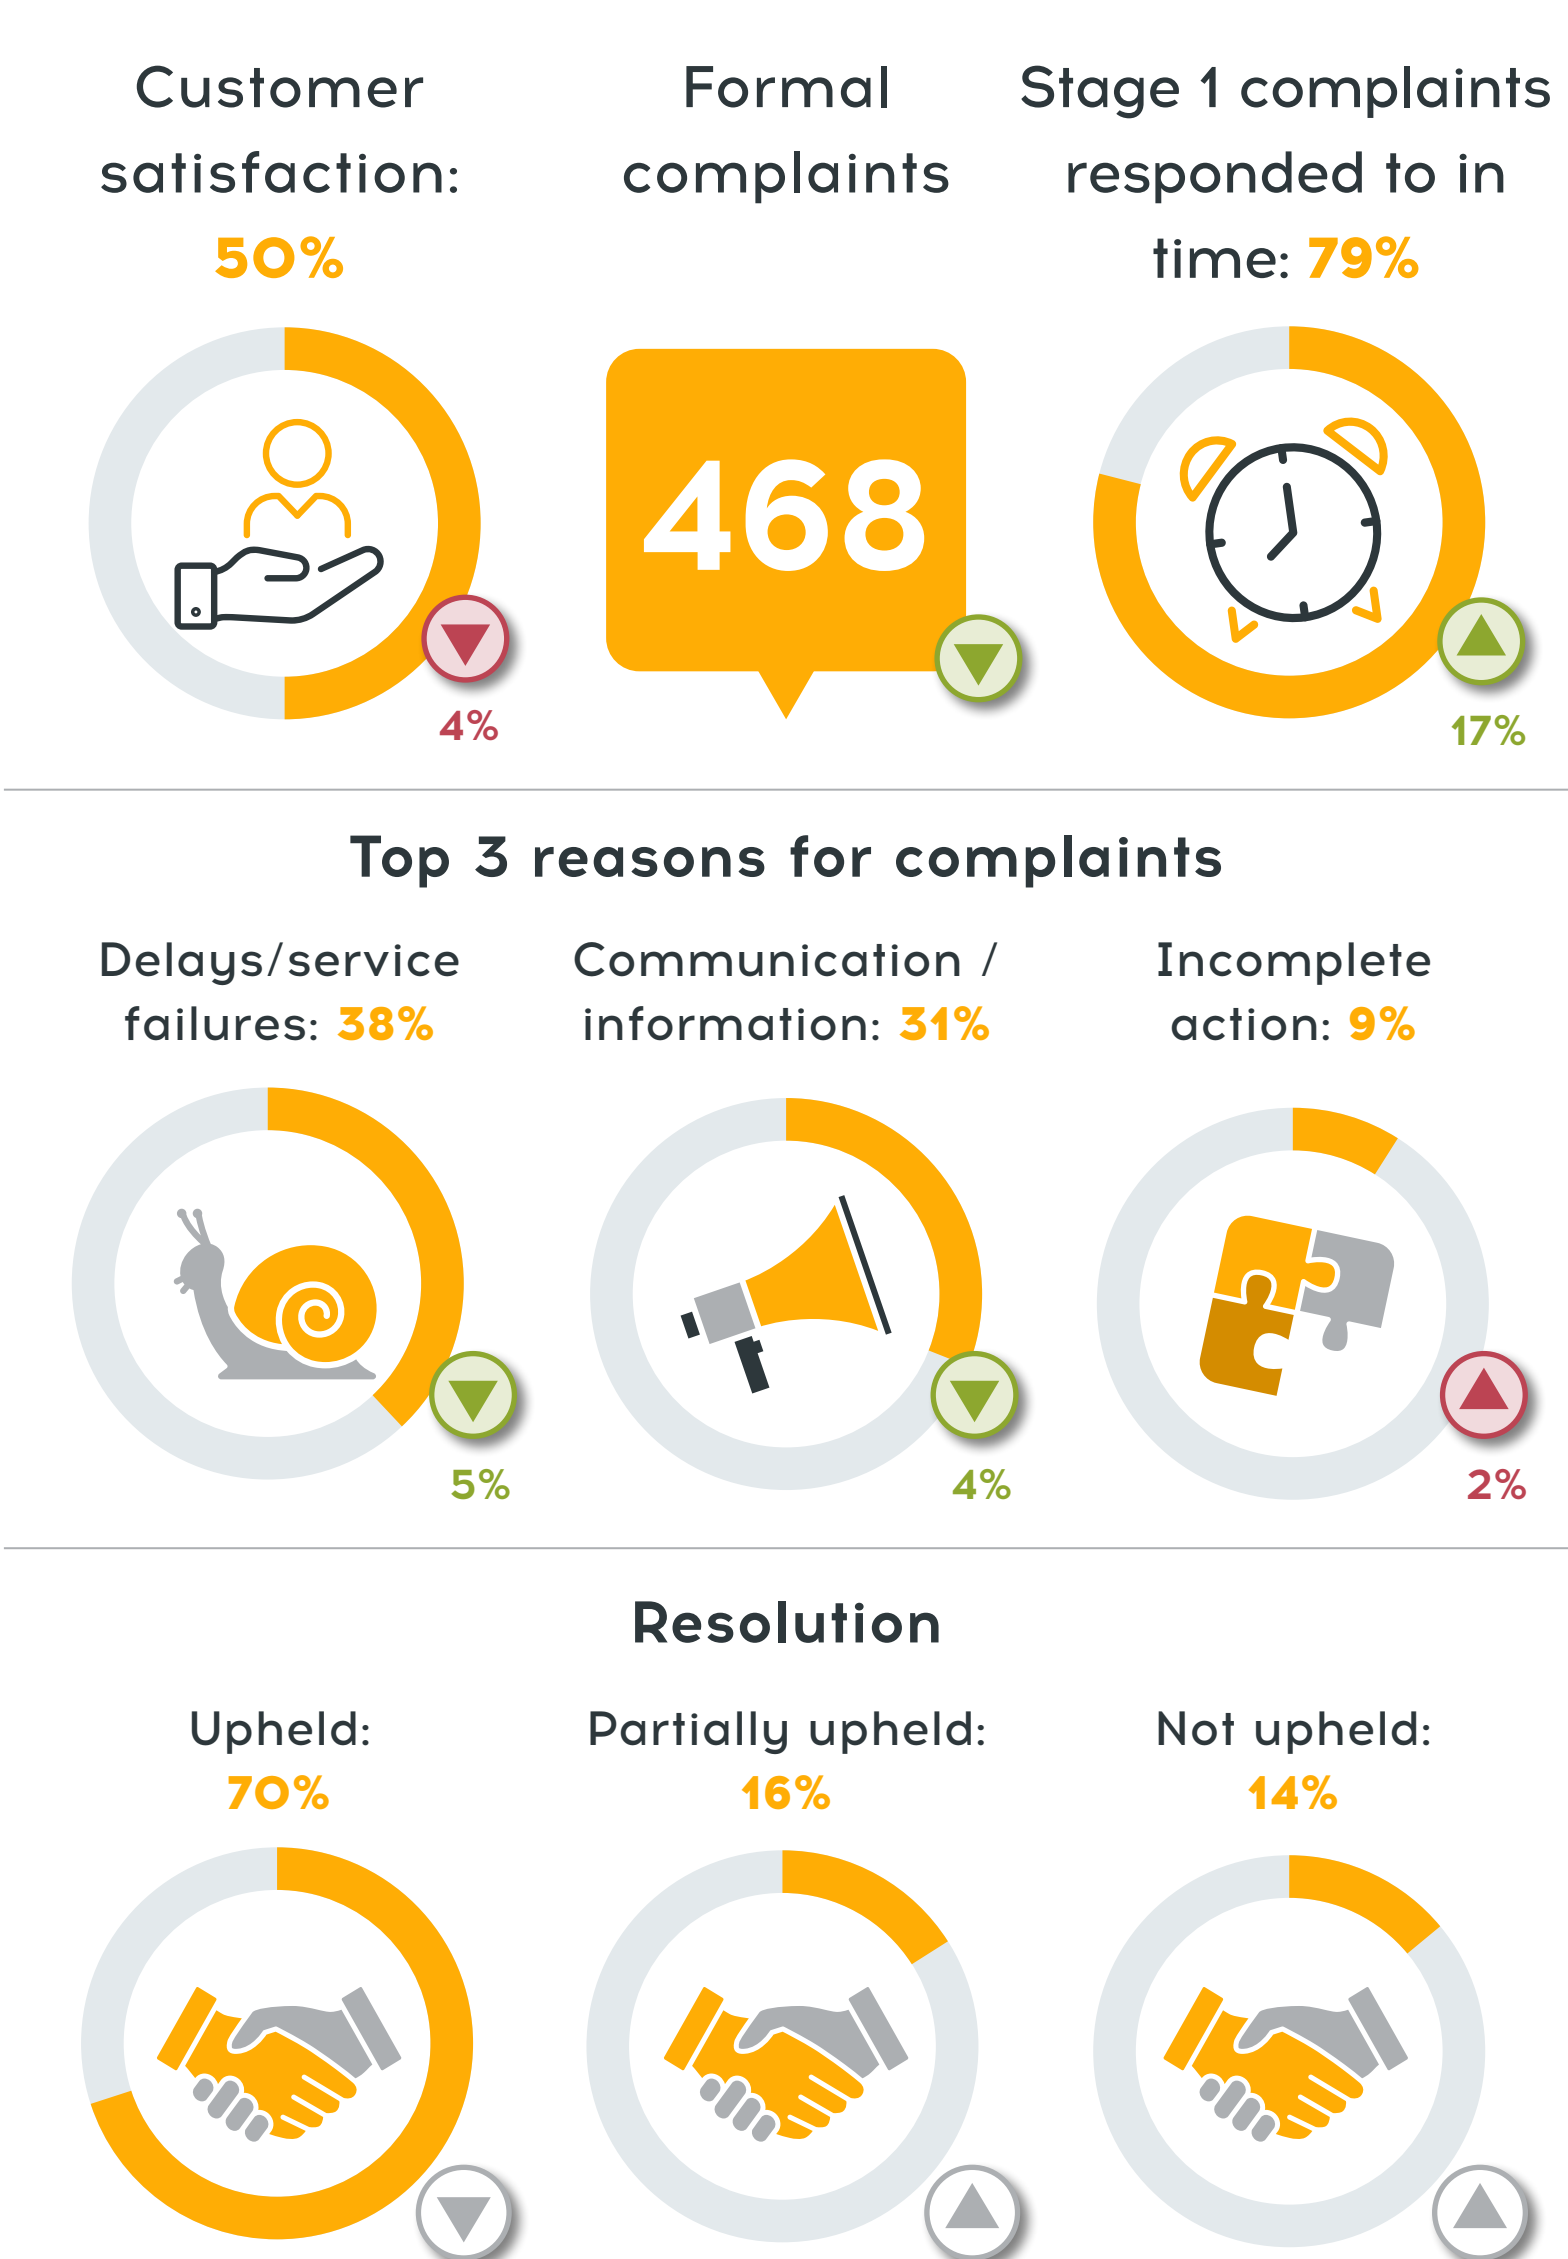 Customer
satisfaction:
50%
Formal
complaints
Stage 1 complaints
responded to in
time: 79%
468
4%
17%
Top 3 reasons for complaints
Delays/service
failures: 38%
Communication /
information: 31%
Incomplete
action: 9%
5%
4%
2%
Resolution
Upheld:
70%
Partially upheld:
16%
Not upheld:
14%